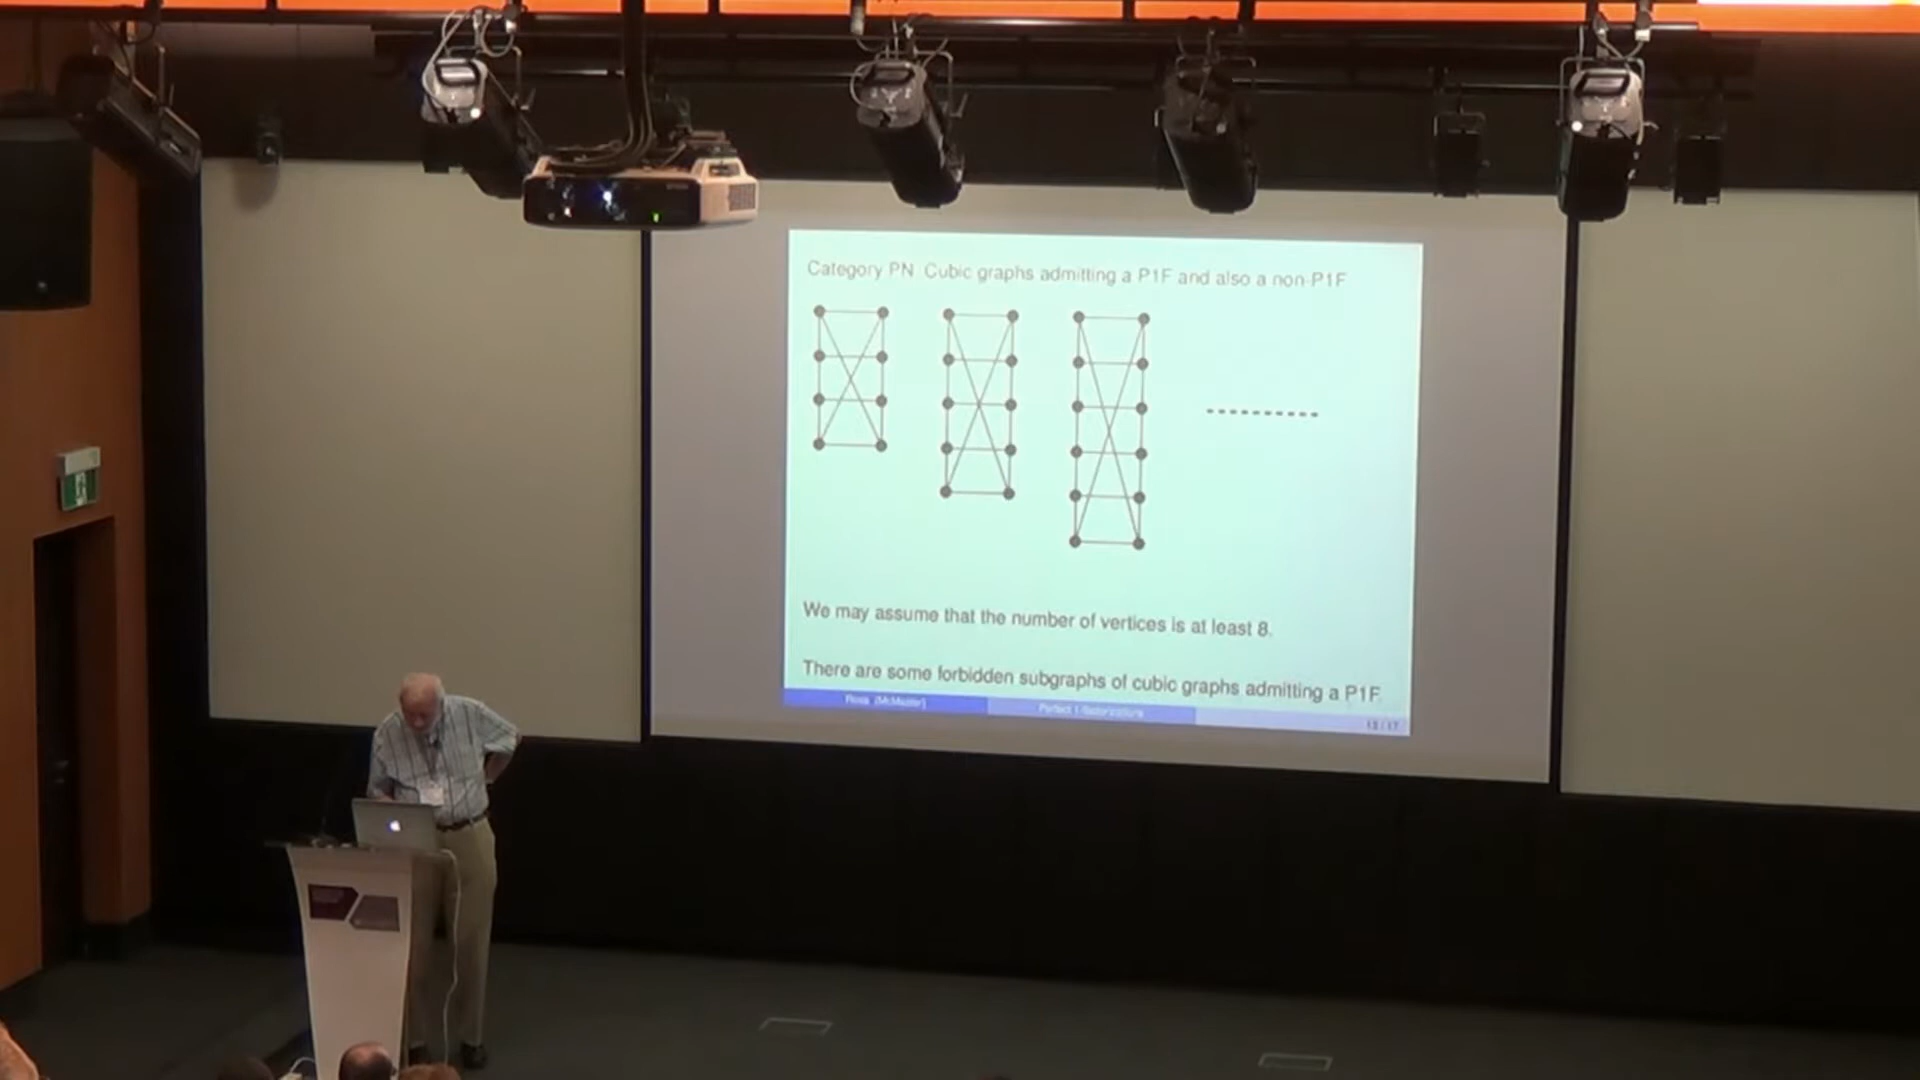 Category PN: Cubic graphs admitting a P1F and also a non-P1F
We may assume that the number of vertices is at least 8.
There are some forbidden subgraphs of cubic graphs admitting a P1F.
Rosa (McMaster)
Perfect 1-factorizations